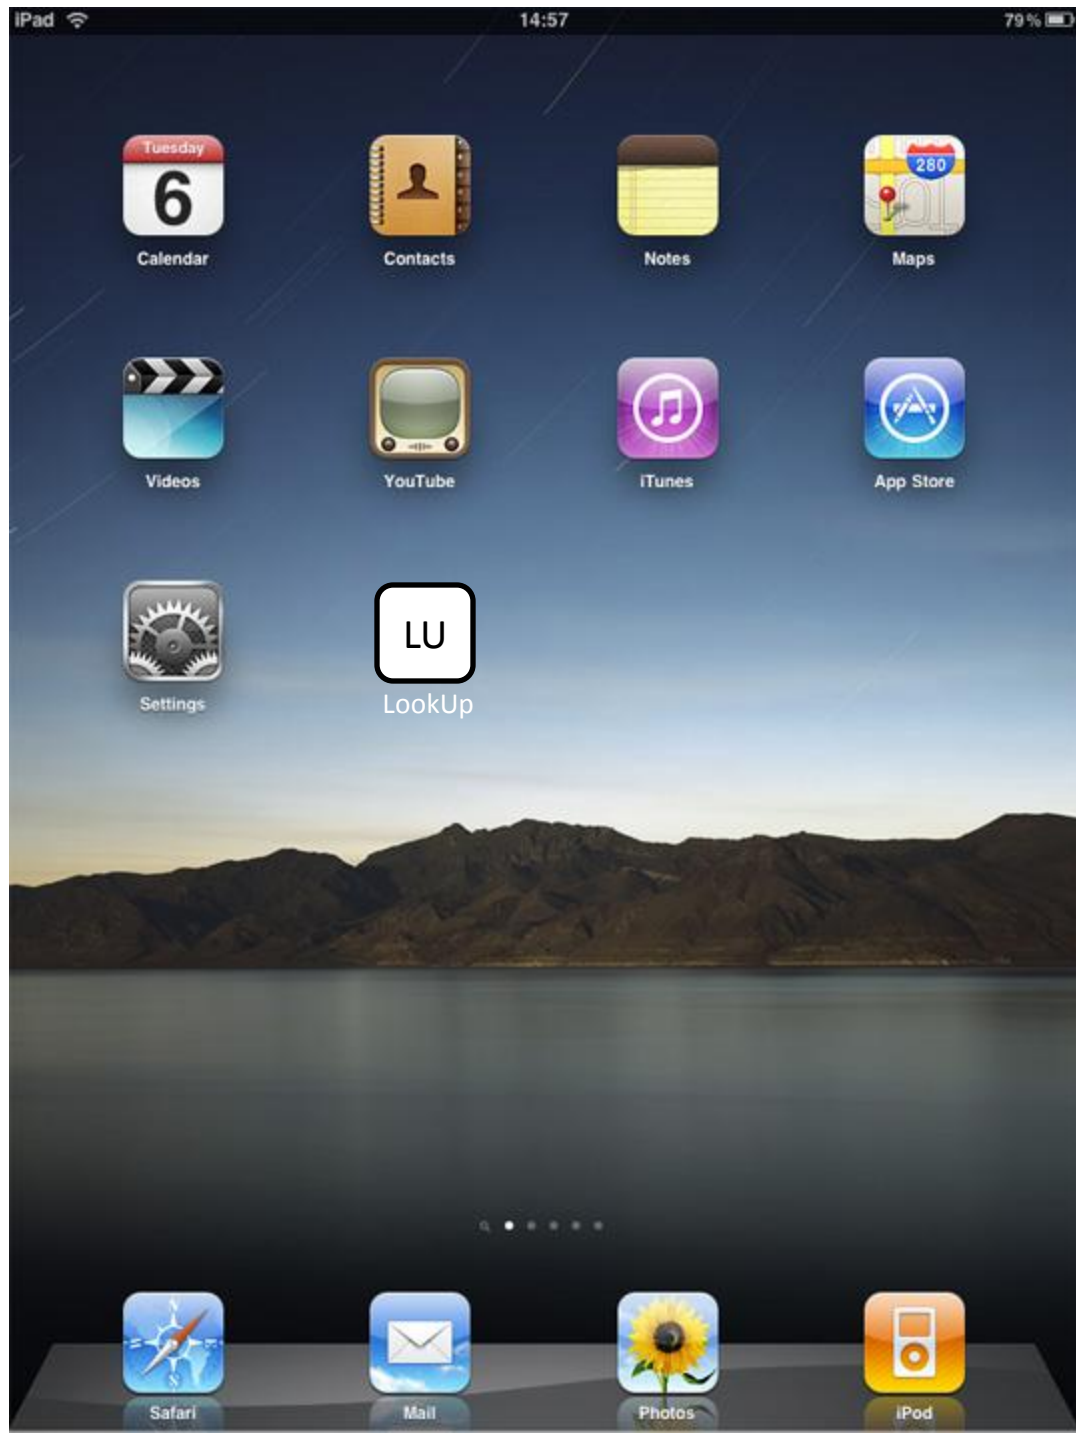 iPad 14:57 79%
Tuesday
6
280
Calendar Contacts Notes Maps
Videos YouTube iTunes App Store
LU
Settings LookUp
Safari Mail Photos iPod